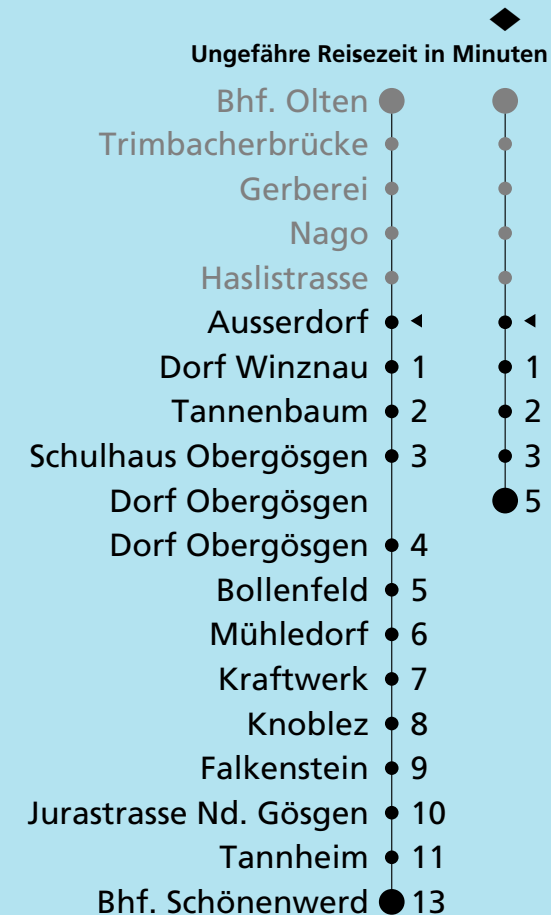 Ungefähre Reisezeit in Minuten
Bhf. Olten
Trimbacherbrücke
Gerberei
Nago
Haslistrasse
Ausserdorf
Dorf Winznau 1 1
Tannenbaum 2 2
Schulhaus Obergösgen 3 3
Dorf Obergösgen 5
Dorf Obergösgen 4
Bollenfeld 5
Mühledorf 6
Kraftwerk 7
Knoblez 8
Falkenstein 9
Jurastrasse Nd. Gösgen 10
Tannheim 11
Bhf. Schönenwerd 13